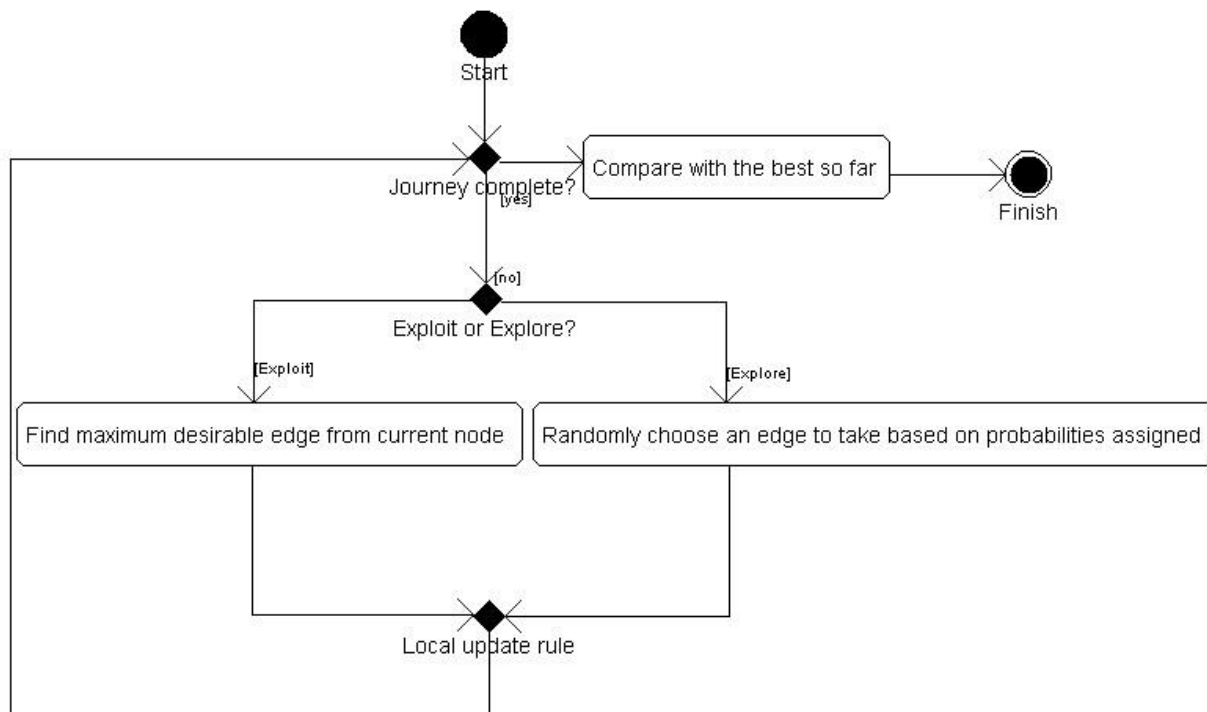 Start
Compare with the best so far
Journey complete?
[yes]
Finish
[no]
Exploit or Explore?
[Exploit]
[Explore]
Find maximum desirable edge from current node
Randomly choose an edge to take based on probabilities assigned
Local update rule